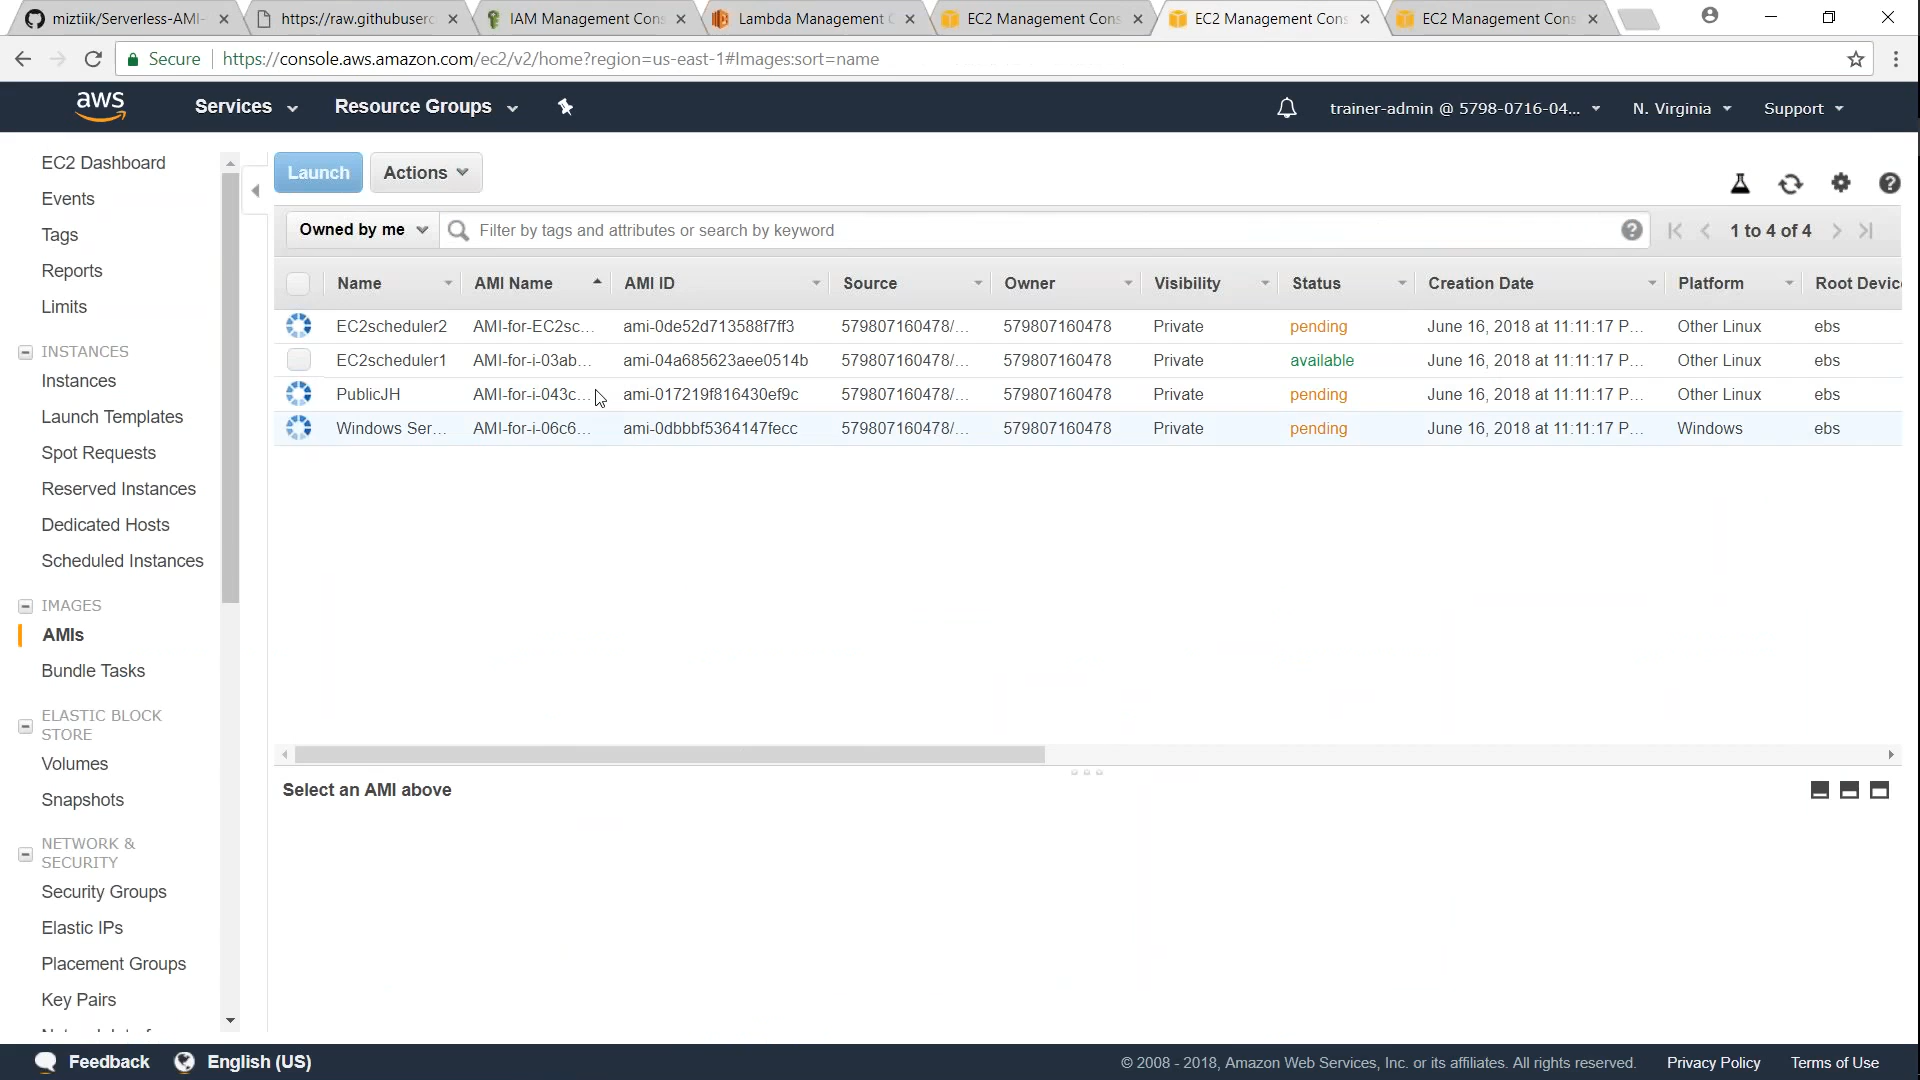 miztiik/Serverless-AMI-
https://raw.githubuserc
IAM Management Cons
Lambda Management C
EC2 Management Cons
EC2 Management Cons
EC2 Management Cons
Secure
https://console.aws.amazon.com/ec2/v2/home?region=us-east-1#Images:sort=name
aws
Services
Resource Groups
trainer-admin @ 5798-0716-04...
N. Virginia
Support
EC2 Dashboard
Events
Tags
Reports
Limits
INSTANCES
Instances
Launch Templates
Spot Requests
Reserved Instances
Dedicated Hosts
Scheduled Instances
IMAGES
AMIs
Bundle Tasks
ELASTIC BLOCK
STORE
Volumes
Snapshots
NETWORK &
SECURITY
Security Groups
Elastic IPs
Placement Groups
Key Pairs
Launch
Actions
Owned by me
Filter by tags and attributes or search by keyword
1 to 4 of 4
Name AMI Name AMI ID Source Owner Visibility Status Creation Date Platform Root Devic
EC2scheduler2 AMI-for-EC2sc... ami-0de52d713588f7ff3 579807160478/... 579807160478 Private pending June 16, 2018 at 11:11:17 P... Other Linux ebs
EC2scheduler1 AMI-for-i-03ab... ami-04a685623aee0514b 579807160478/... 579807160478 Private available June 16, 2018 at 11:11:17 P... Other Linux ebs
PublicJH AMI-for-i-043c... ami-017219f816430ef9c 579807160478/... 579807160478 Private pending June 16, 2018 at 11:11:17 P... Other Linux ebs
Windows Ser... AMI-for-i-06c6... ami-0dbbbf5364147fecc 579807160478/... 579807160478 Private pending June 16, 2018 at 11:11:17 P... Windows ebs
Select an AMI above
Feedback
English (US)
© 2008 - 2018, Amazon Web Services, Inc. or its affiliates. All rights reserved.
Privacy Policy
Terms of Use